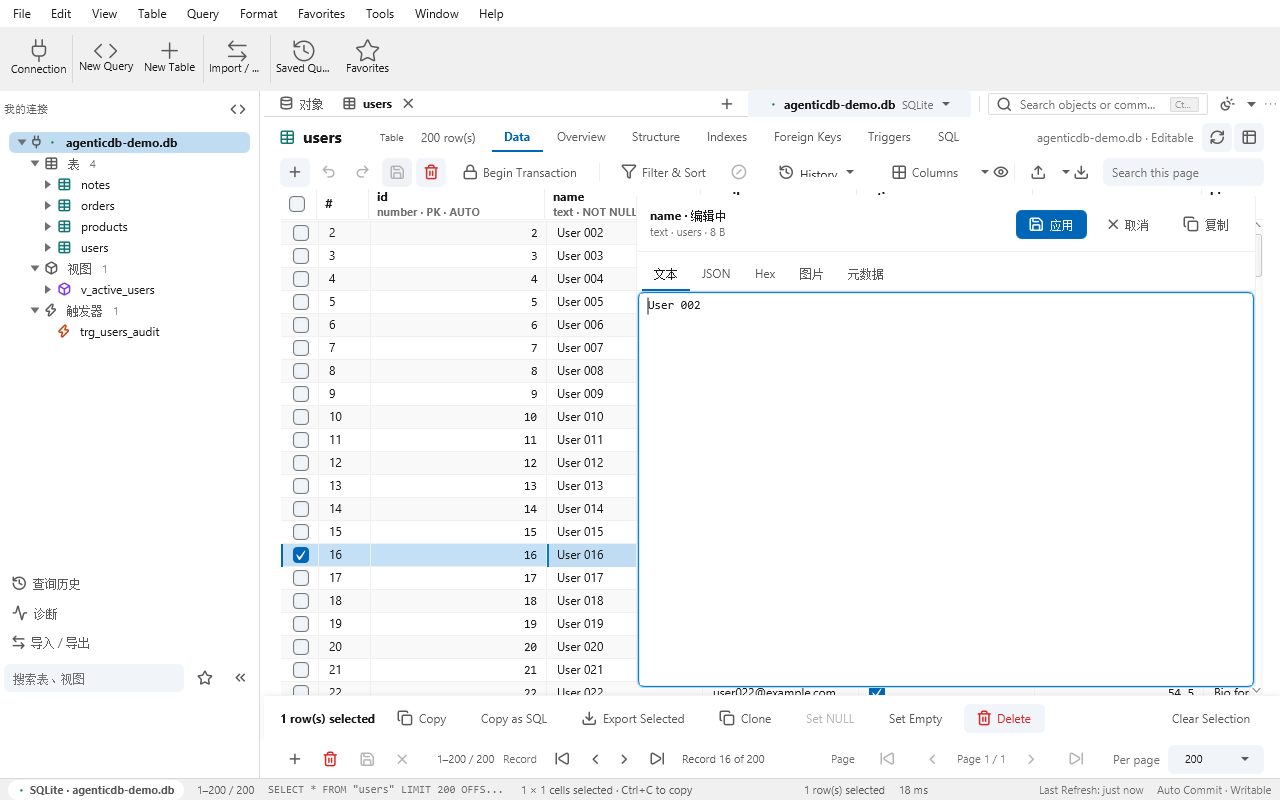 File Edit View Table Query Format Favorites Tools Window Help
Connection New Query New Table Import / ... Saved Qu... Favorites
我的连接
agenticdb-demo.db
表 4
notes
orders
products
users
视图 1
v_active_users
触发器 1
trg_users_audit
查询历史
诊断
导入 / 导出
搜索表、视图
对象 users
agenticdb-demo.db SQLite
Search objects or comm... Ct...
users Table 200 row(s) Data Overview Structure Indexes Foreign Keys Triggers SQL agenticdb-demo.db · Editable
Begin Transaction Filter & Sort History Columns Search this page
# id name
number · PK · AUTO text · NOT NULL
2 2 User 002
3 3 User 003
4 4 User 004
5 5 User 005
6 6 User 006
7 7 User 007
8 8 User 008
9 9 User 009
10 10 User 010
11 11 User 011
12 12 User 012
13 13 User 013
14 14 User 014
15 15 User 015
16 16 User 016
17 17 User 017
18 18 User 018
19 19 User 019
20 20 User 020
21 21 User 021
22 22 User 022 user022@example.com 54.5 Bio for
name · 编辑中
text · users · 8 B
应用 取消 复制
文本 JSON Hex 图片 元数据
User 002
1 row(s) selected Copy Copy as SQL Export Selected Clone Set NULL Set Empty Delete Clear Selection
1–200 / 200 Record Record 16 of 200 Page Page 1 / 1 Per page 200
SQLite · agenticdb-demo.db 1–200 / 200 SELECT * FROM "users" LIMIT 200 OFFS... 1 × 1 cells selected · Ctrl+C to copy 1 row(s) selected 18 ms Last Refresh: just now Auto Commit · Writable